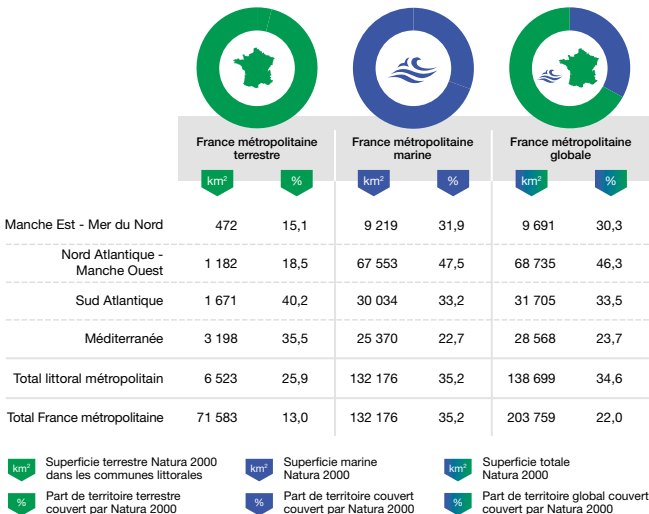 France métropolitaine
terrestre
France métropolitaine
marine
France métropolitaine
globale
km² % km² % km² %
Manche Est - Mer du Nord 472 15,1 9 219 31,9 9 691 30,3
Nord Atlantique -
Manche Ouest 1 182 18,5 67 553 47,5 68 735 46,3
Sud Atlantique 1 671 40,2 30 034 33,2 31 705 33,5
Méditerranée 3 198 35,5 25 370 22,7 28 568 23,7
Total littoral métropolitain 6 523 25,9 132 176 35,2 138 699 34,6
Total France métropolitaine 71 583 13,0 132 176 35,2 203 759 22,0
km² Superficie terrestre Natura 2000
dans les communes littorales
km² Superficie marine
Natura 2000
km² Superficie totale
Natura 2000
% Part de territoire terrestre
couvert par Natura 2000
% Part de territoire couvert
couvert par Natura 2000
% Part de territoire global couvert
couvert par Natura 2000